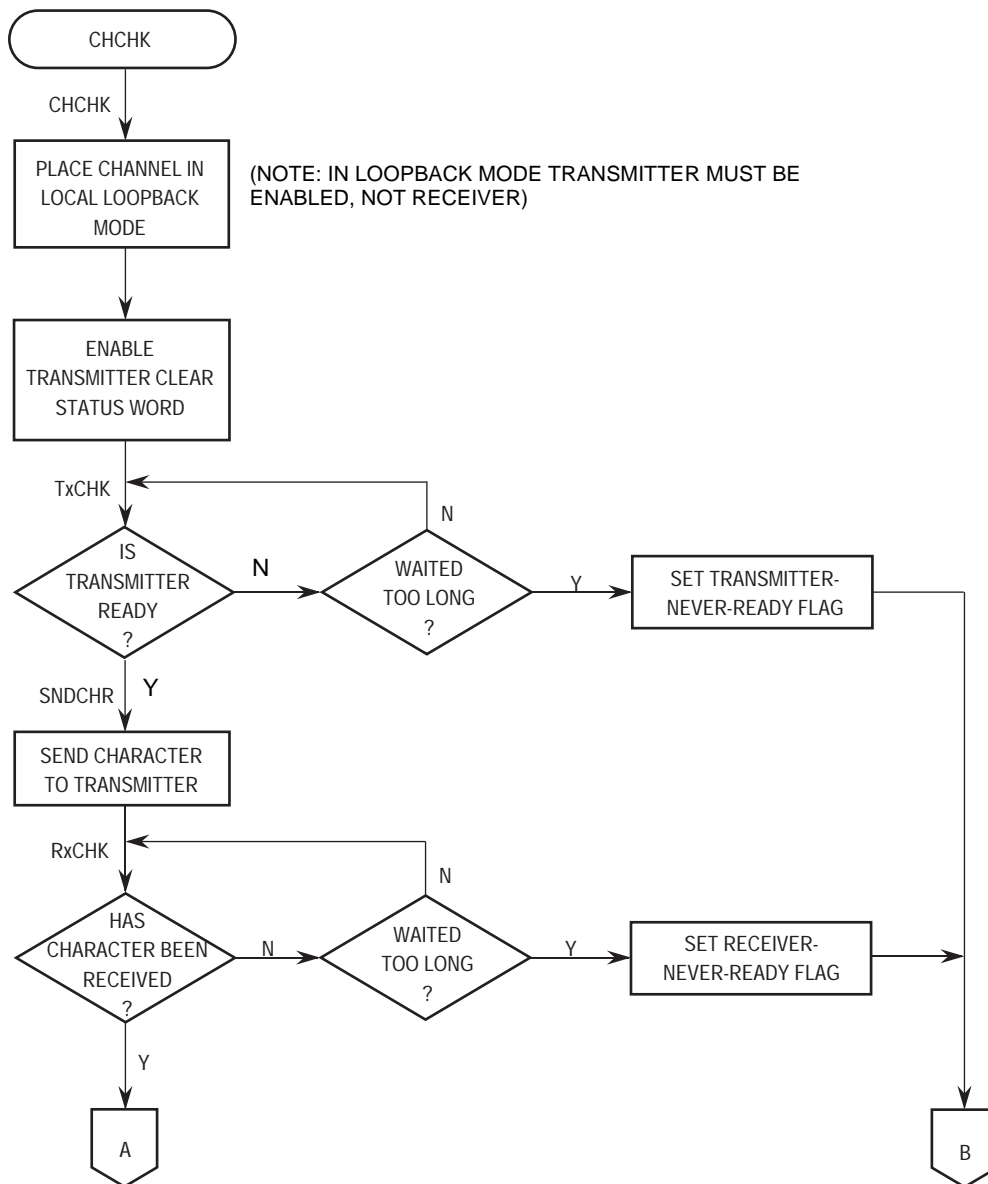 CHCHK
CHCHK
PLACE CHANNEL IN
LOCAL LOOPBACK
MODE
(NOTE: IN LOOPBACK MODE TRANSMITTER MUST BE
ENABLED, NOT RECEIVER)
ENABLE
TRANSMITTER CLEAR
STATUS WORD
TxCHK
N
IS
TRANSMITTER
READY
?
N
WAITED
TOO LONG
?
Y
SET TRANSMITTER-
NEVER-READY FLAG
SNDCHR
Y
SEND CHARACTER
TO TRANSMITTER
RxCHK
N
HAS
CHARACTER BEEN
RECEIVED
?
N
WAITED
TOO LONG
?
Y
SET RECEIVER-
NEVER-READY FLAG
Y
A
B